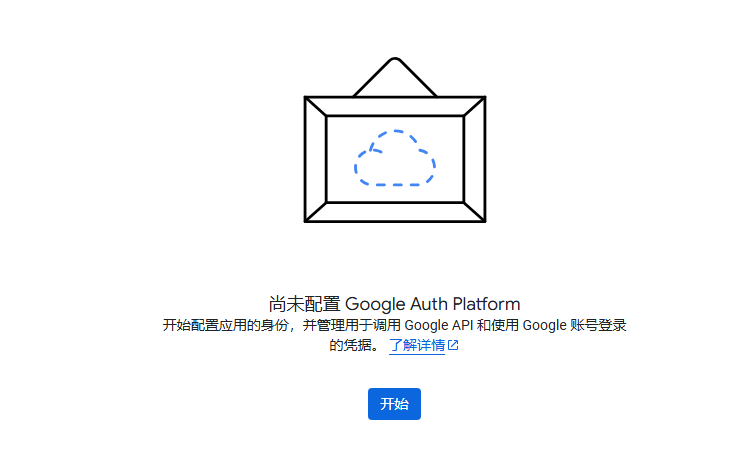 尚未配置 Google Auth Platform
开始配置应用的身份，并管理用于调用 Google API 和使用 Google 账号登录
的凭据。 了解详情
开始